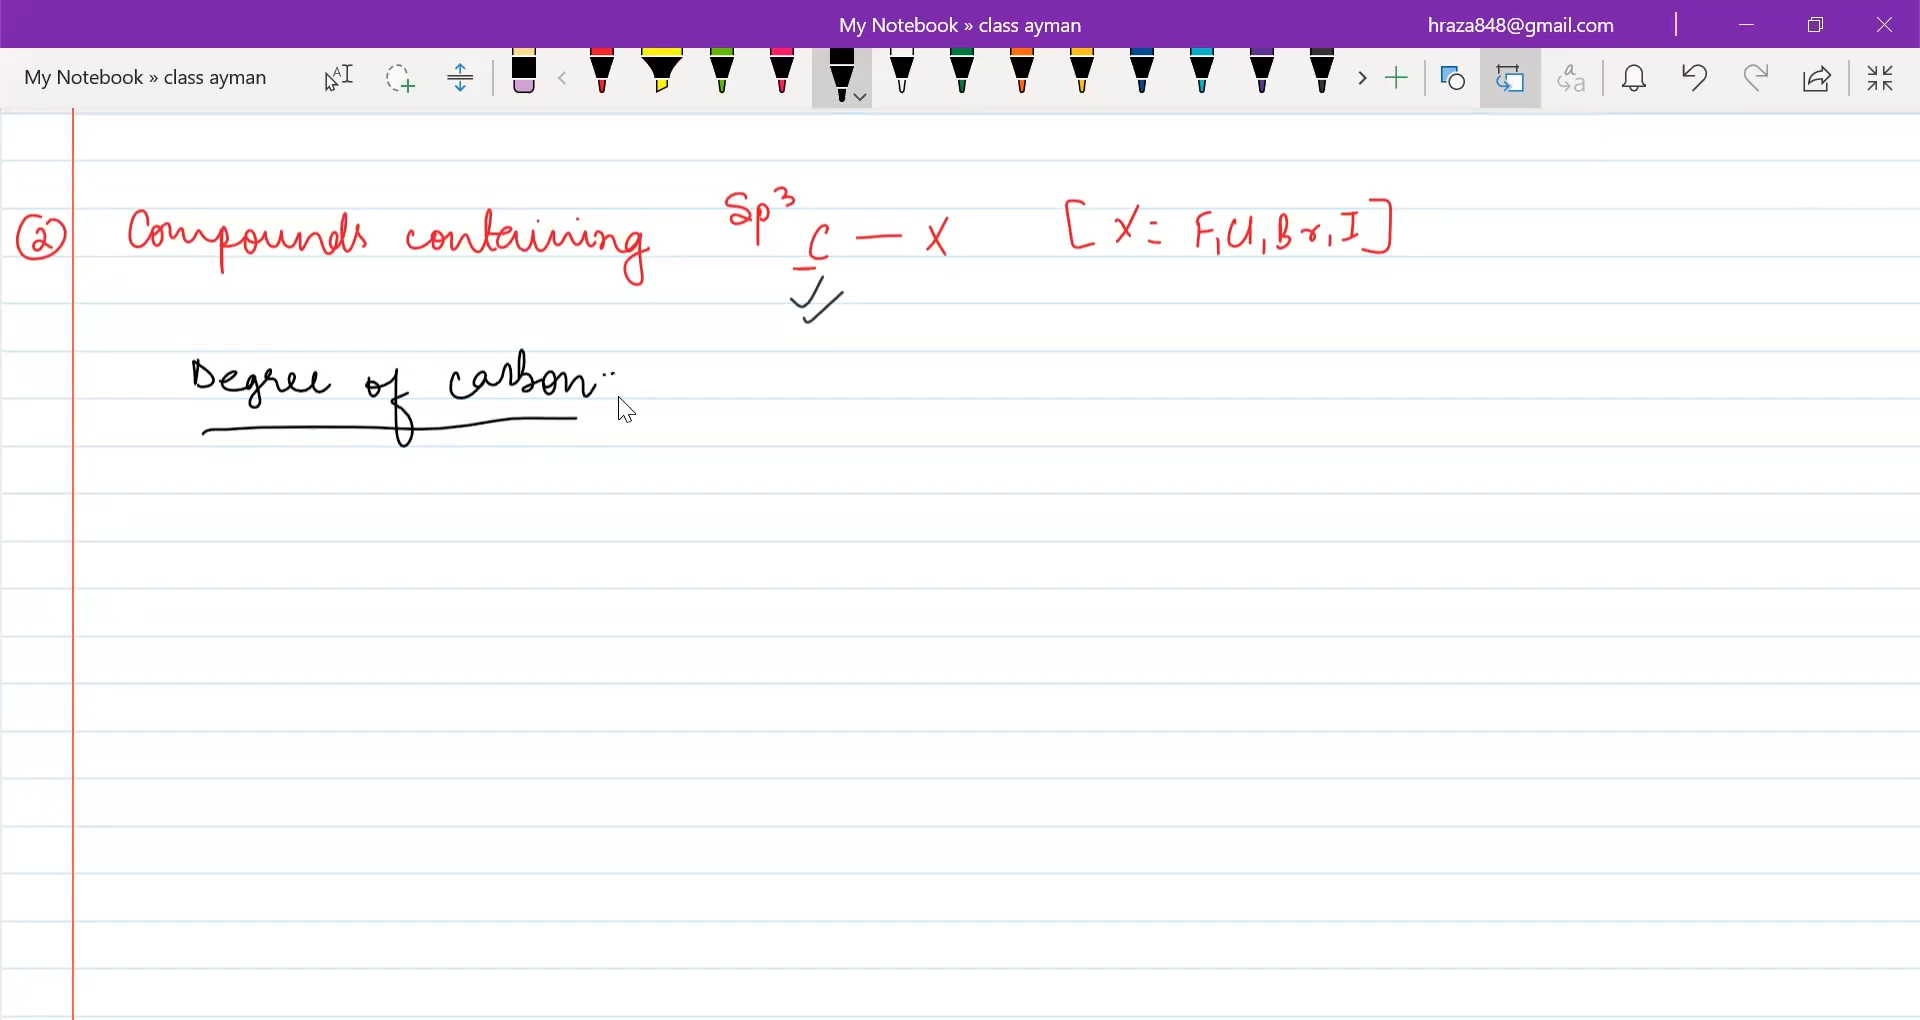 My Notebook » class ayman
hraza848@gmail.com
My Notebook » class ayman
② Compounds containing Sp³ C — X [ X = F, Cl, Br, I ]
Degree of carbon :-